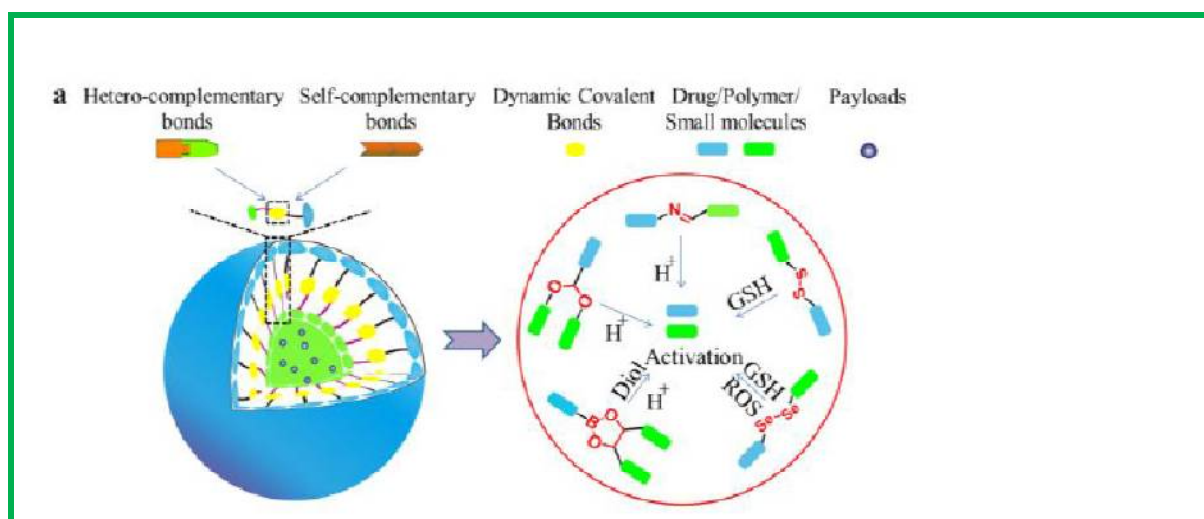 a Hetero-complementary Self-complementary Dynamic Covalent Drug/Polymer/ Payloads
bonds bonds Bonds Small molecules
N
H+
S
S
GSH
O
O
H+
Activation
Diol
H+
GSH
ROS
B
O
O
Se
Se